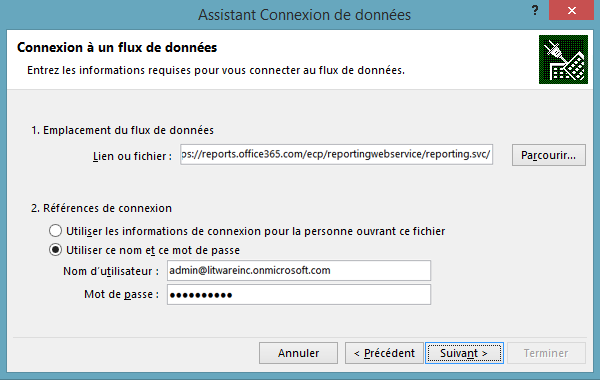 Assistant Connexion de données
? ×
Connexion à un flux de données
Entrez les informations requises pour vous connecter au flux de données.
1. Emplacement du flux de données
Lien ou fichier : ps://reports.office365.com/ecp/reportingwebservice/reporting.svc/ Parcourir...
2. Références de connexion
Utiliser les informations de connexion pour la personne ouvrant ce fichier
Utiliser ce nom et ce mot de passe
Nom d'utilisateur : admin@litwareinc.onmicrosoft.com
Mot de passe : ●●●●●●●●●●
Annuler < Précédent Suivant > Terminer